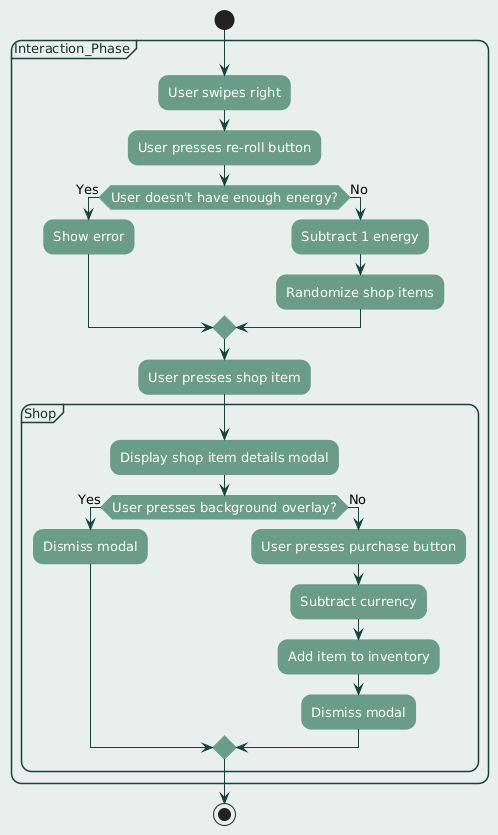 Interaction_Phase
User swipes right
User presses re-roll button
Yes
User doesn't have enough energy?
No
Show error
Subtract 1 energy
Randomize shop items
User presses shop item
Shop
Display shop item details modal
Yes
User presses background overlay?
No
Dismiss modal
User presses purchase button
Subtract currency
Add item to inventory
Dismiss modal